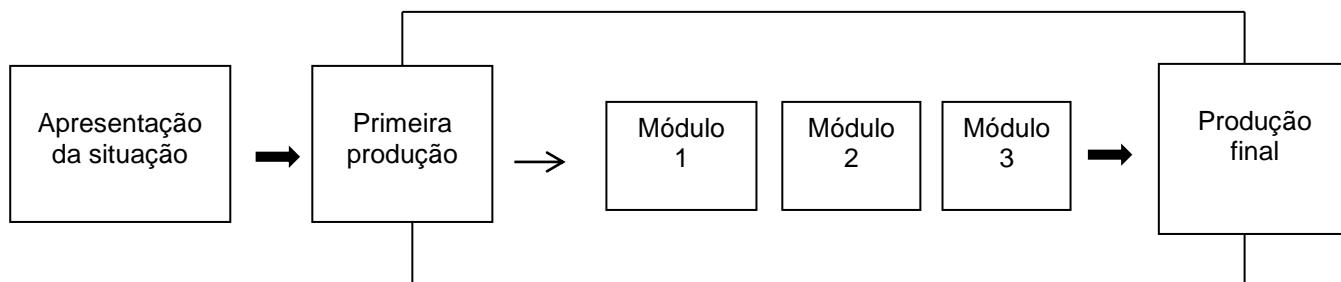 Apresentação
da situação
Primeira
produção
Módulo
1
Módulo
2
Módulo
3
Produção
final